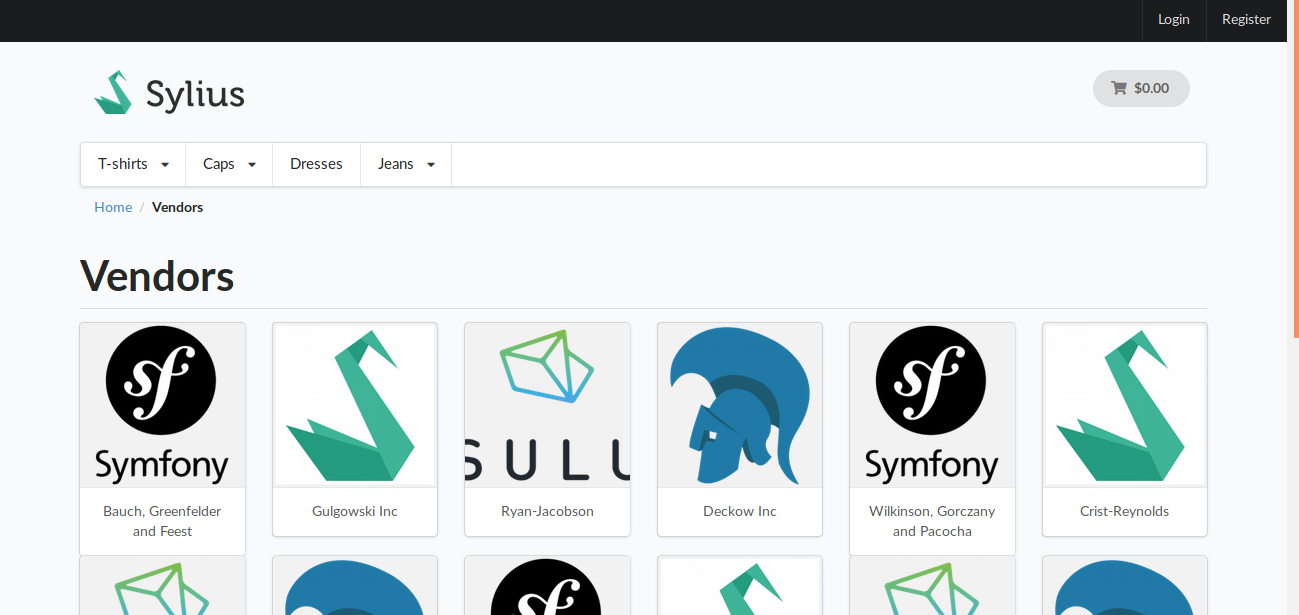 Login Register
Sylius
$0.00
T-shirts Caps Dresses Jeans
Home / Vendors
Vendors
sf sf
SULU
Symfony Symfony
Bauch, Greenfelder Gulgowski Inc Ryan-Jacobson Deckow Inc Wilkinson, Gorczany Crist-Reynolds
and Feest and Pacocha
sf